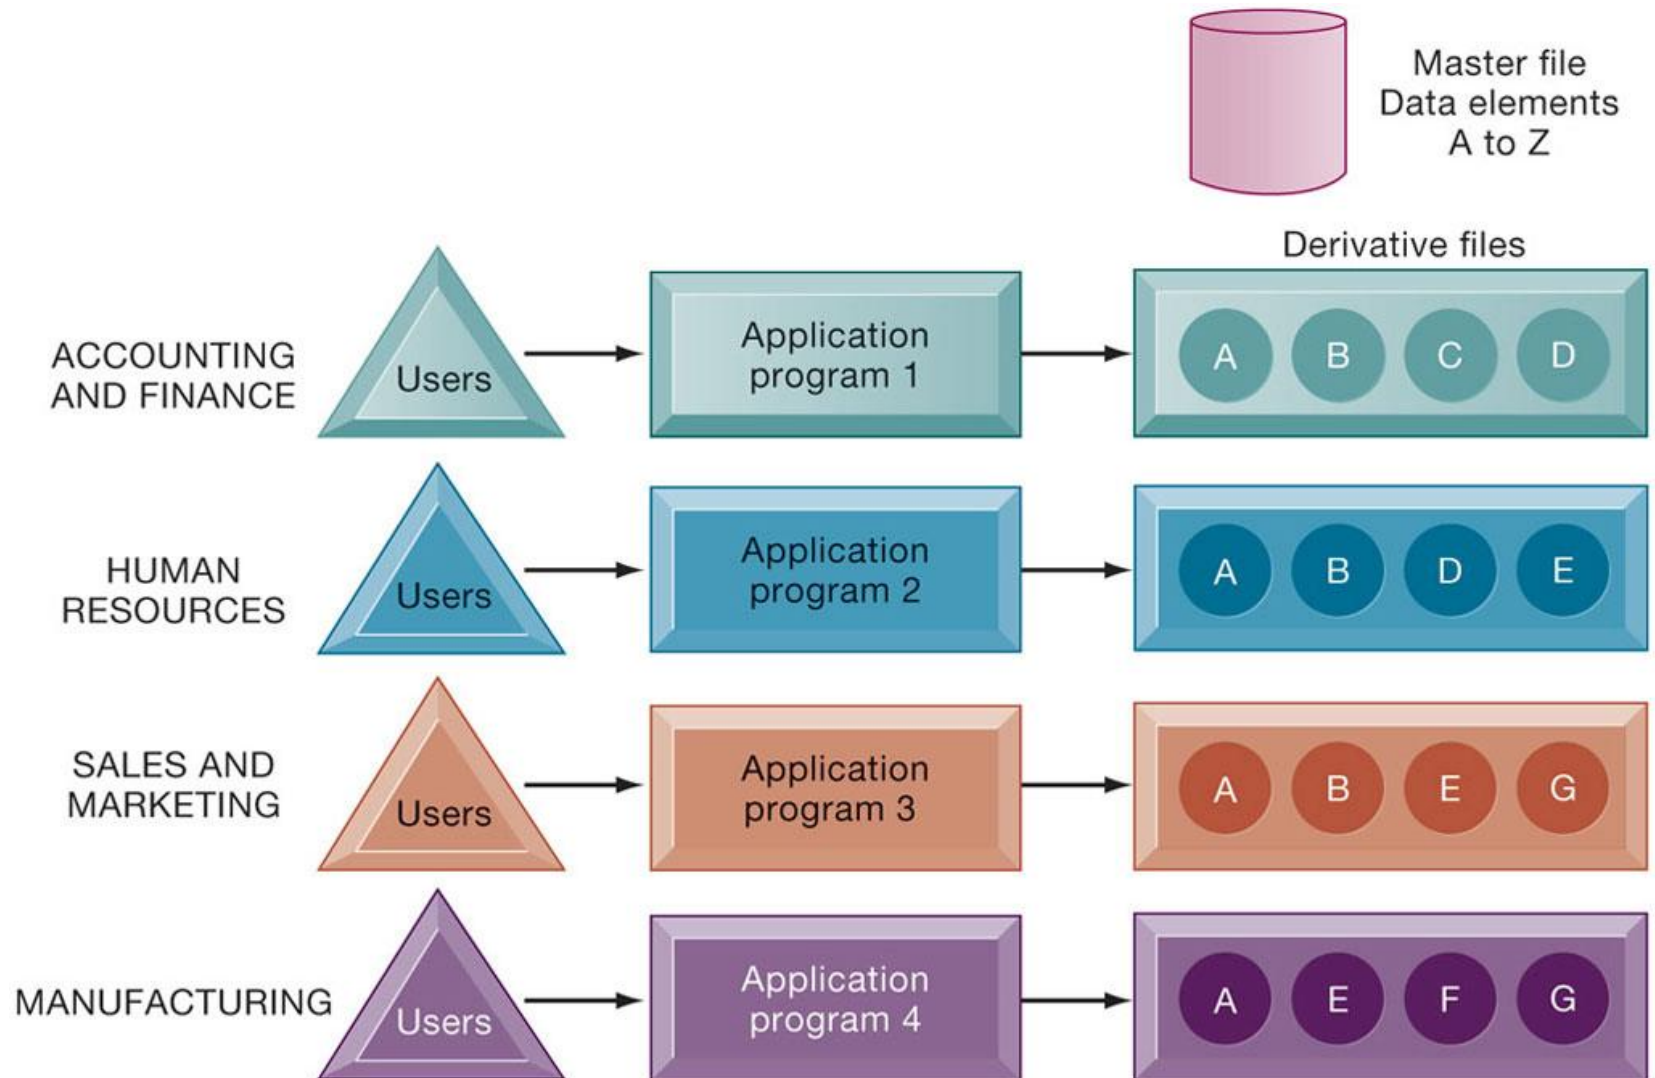 Master file
Data elements
A to Z
Derivative files
ACCOUNTING
AND FINANCE
Users
Application
program 1
A B C D
HUMAN
RESOURCES
Users
Application
program 2
A B D E
SALES AND
MARKETING
Users
Application
program 3
A B E G
MANUFACTURING
Users
Application
program 4
A E F G